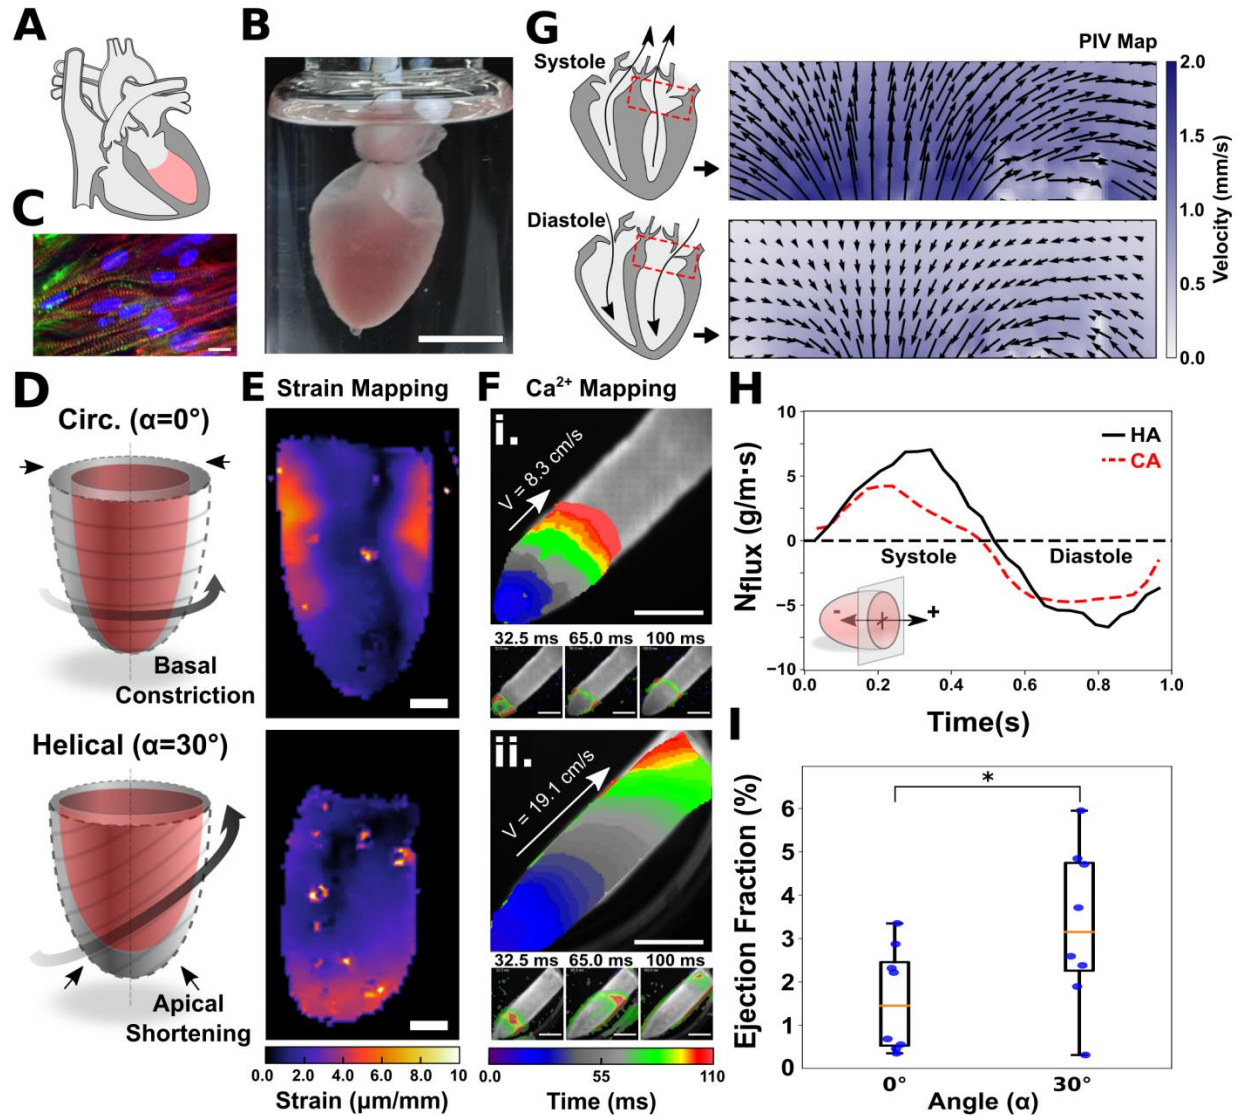 A
B
C
G
Systole
Diastole
PIV Map
2.0
1.5
1.0
0.0
Velocity (mm/s)
D
Circ. (α=0°)
Basal
Constriction
Helical (α=30°)
Apical
Shortening
E
Strain Mapping
0.0
2.0
4.0
6.0
8.0
10
Strain (μm/mm)
F
Ca²⁺ Mapping
i.
V = 8.3 cm/s
32.5 ms
65.0 ms
100 ms
ii.
V = 19.1 cm/s
32.5 ms
65.0 ms
100 ms
0.0
55
110
Time (ms)
H
Nflux (g/m·s)
10
5
0
−5
−10
HA
CA
Systole
Diastole
-
+
0.0
0.2
0.4
0.6
0.8
1.0
Time(s)
I
Ejection Fraction (%)
6
5
4
3
2
1
0
*
0°
30°
Angle (α)